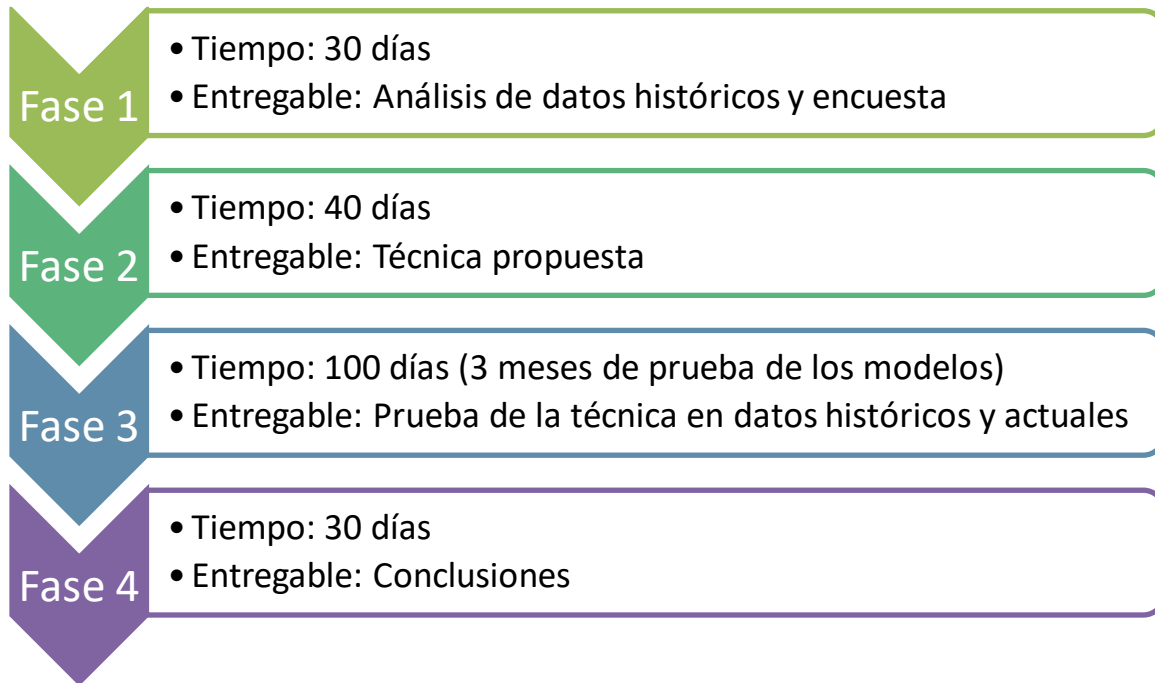 Fase 1
• Tiempo: 30 días
• Entregable: Análisis de datos históricos y encuesta
Fase 2
• Tiempo: 40 días
• Entregable: Técnica propuesta
Fase 3
• Tiempo: 100 días (3 meses de prueba de los modelos)
• Entregable: Prueba de la técnica en datos históricos y actuales
Fase 4
• Tiempo: 30 días
• Entregable: Conclusiones